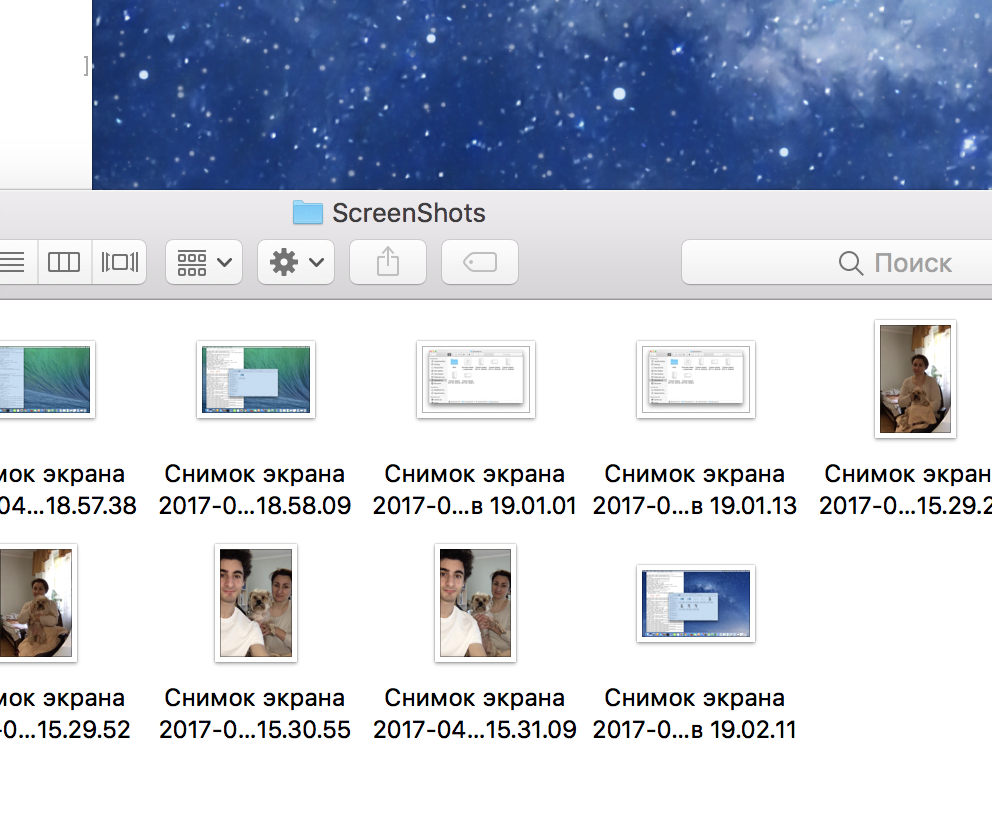 ]
ScreenShots
Поиск
мок экрана
04...18.57.38
Снимок экрана
2017-0...18.58.09
Снимок экрана
2017-0...в 19.01.01
Снимок экрана
2017-0...в 19.01.13
Снимок экран
2017-0...15.29.2
мок экрана
-0...15.29.52
Снимок экрана
2017-0...15.30.55
Снимок экрана
2017-04...15.31.09
Снимок экрана
2017-0...в 19.02.11